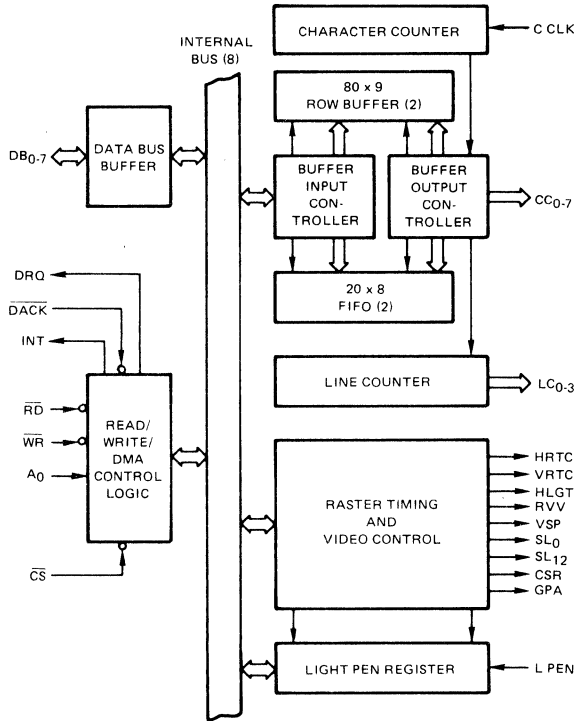 INTERNAL
BUS (8)
CHARACTER COUNTER
C CLK
80 x 9
ROW BUFFER (2)
DB0-7
DATA BUS
BUFFER
BUFFER
INPUT
CON-
TROLLER
BUFFER
OUTPUT
CON-
TROLLER
CC0-7
20 x 8
FIFO (2)
DRQ
DACK
INT
RD
WR
A0
CS
READ/
WRITE/
DMA
CONTROL
LOGIC
LINE COUNTER
LC0-3
RASTER TIMING
AND
VIDEO CONTROL
HRTC
VRTC
HLGT
RVV
VSP
SL0
SL12
CSR
GPA
LIGHT PEN REGISTER
L PEN